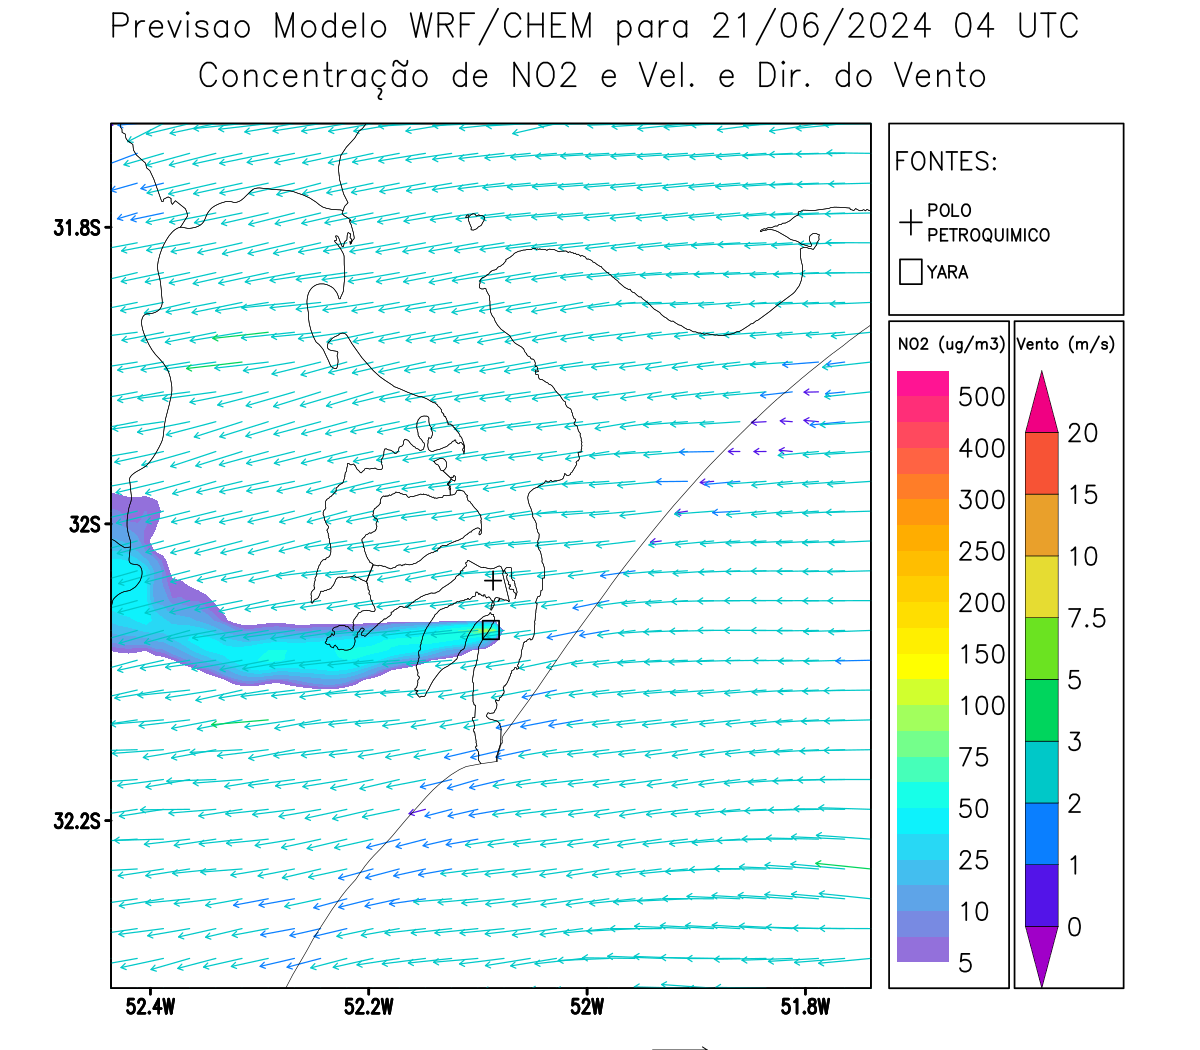 Previsao Modelo WRF/CHEM para 21/06/2024 04 UTC
Concentração de NO2 e Vel. e Dir. do Vento
FONTES:
POLO
PETROQUIMICO
YARA
NO2 (ug/m3)
500
400
300
250
200
150
100
75
50
25
10
5
Vento (m/s)
20
15
10
7.5
5
3
2
1
0
31.8S
32S
32.2S
52.4W
52.2W
52W
51.8W